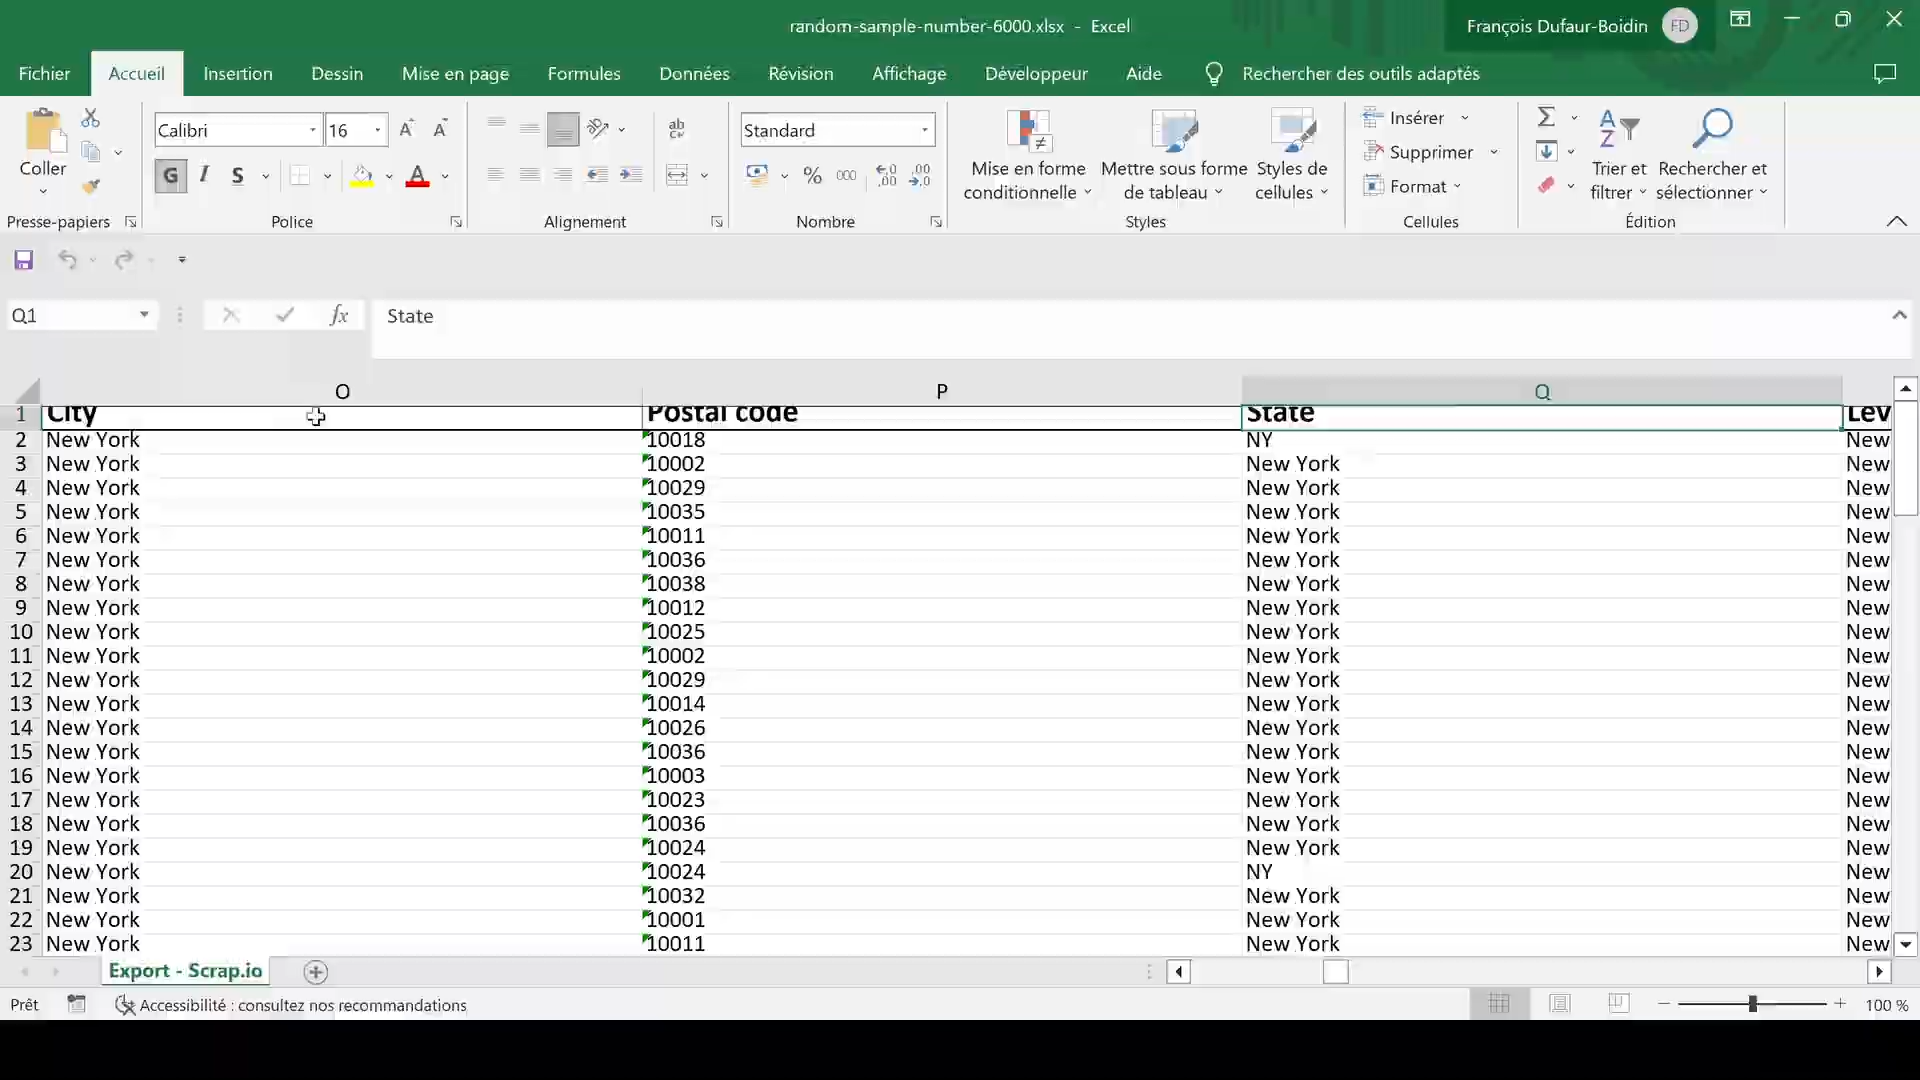 random-sample-number-6000.xlsx - Excel
François Dufaur-Boidin FD
Fichier Accueil Insertion Dessin Mise en page Formules Données Révision Affichage Développeur Aide Rechercher des outils adaptés
Coller
Presse-papiers
Calibri 16
G I S
Police
Alignement
Standard
% 000
Nombre
Mise en forme conditionnelle
Mettre sous forme de tableau
Styles de cellules
Styles
Insérer
Supprimer
Format
Cellules
Trier et filtrer
Rechercher et sélectionner
Édition
Q1 fx State
O P Q
1 City Postal code State Lev
2 New York 10018 NY New
3 New York 10002 New York New
4 New York 10029 New York New
5 New York 10035 New York New
6 New York 10011 New York New
7 New York 10036 New York New
8 New York 10038 New York New
9 New York 10012 New York New
10 New York 10025 New York New
11 New York 10002 New York New
12 New York 10029 New York New
13 New York 10014 New York New
14 New York 10026 New York New
15 New York 10036 New York New
16 New York 10003 New York New
17 New York 10023 New York New
18 New York 10036 New York New
19 New York 10024 New York New
20 New York 10024 NY New
21 New York 10032 New York New
22 New York 10001 New York New
23 New York 10011 New York New
Export - Scrap.io
Prêt Accessibilité : consultez nos recommandations 100 %